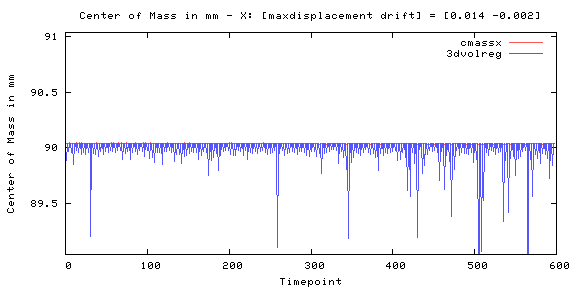 Center of Mass in mm - X: [maxdisplacement drift] = [0.014 -0.002]
91
90.5
90
89.5
Center of Mass in mm
cmassx
3dvolreg
0 100 200 300 400 500 600
Timepoint